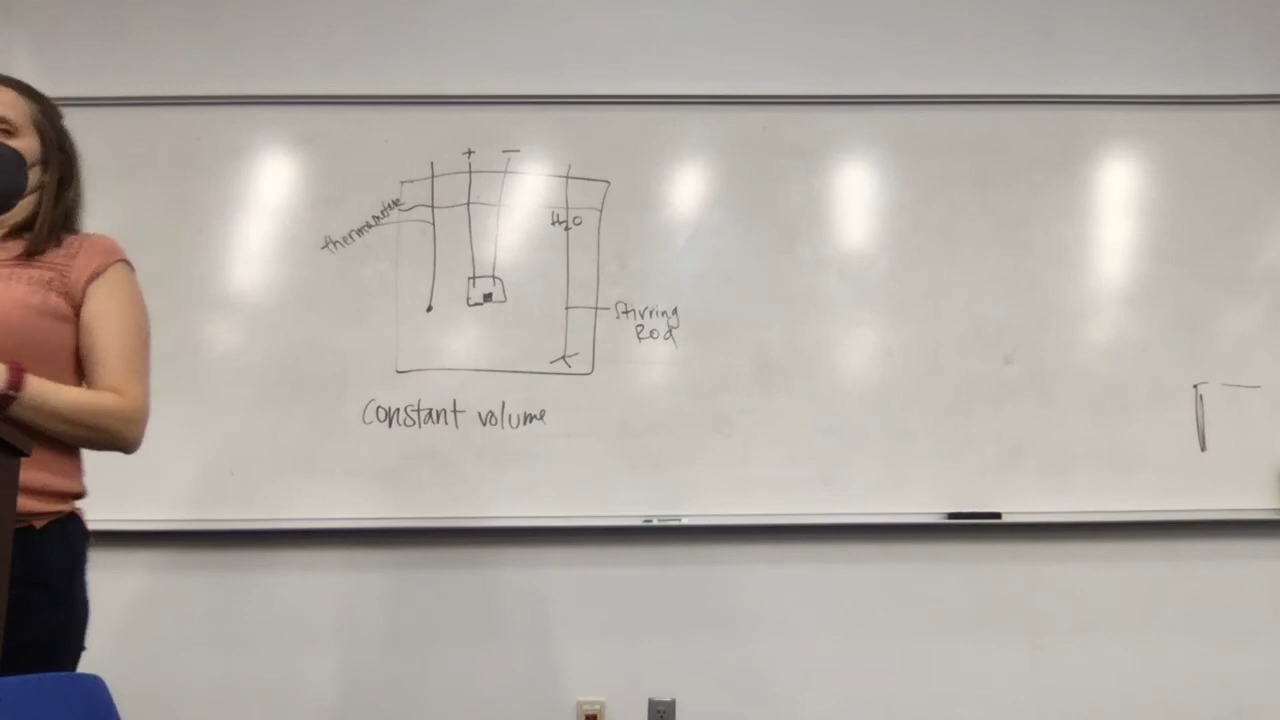 + −
thermometer
H₂O
Stirring
Rod
Constant volume